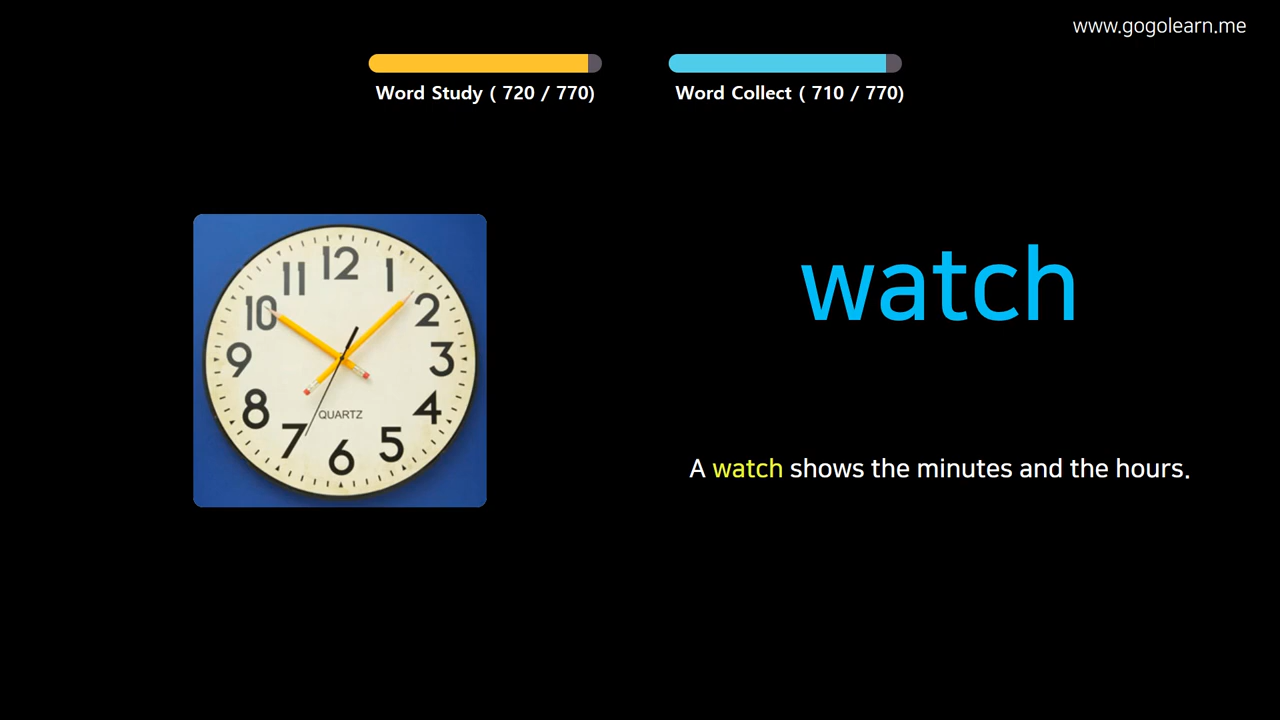 www.gogolearn.me
Word Study ( 720 / 770)
Word Collect ( 710 / 770)
12
11
1
10
2
9
3
8
4
QUARTZ
7
5
6
watch
A watch shows the minutes and the hours.